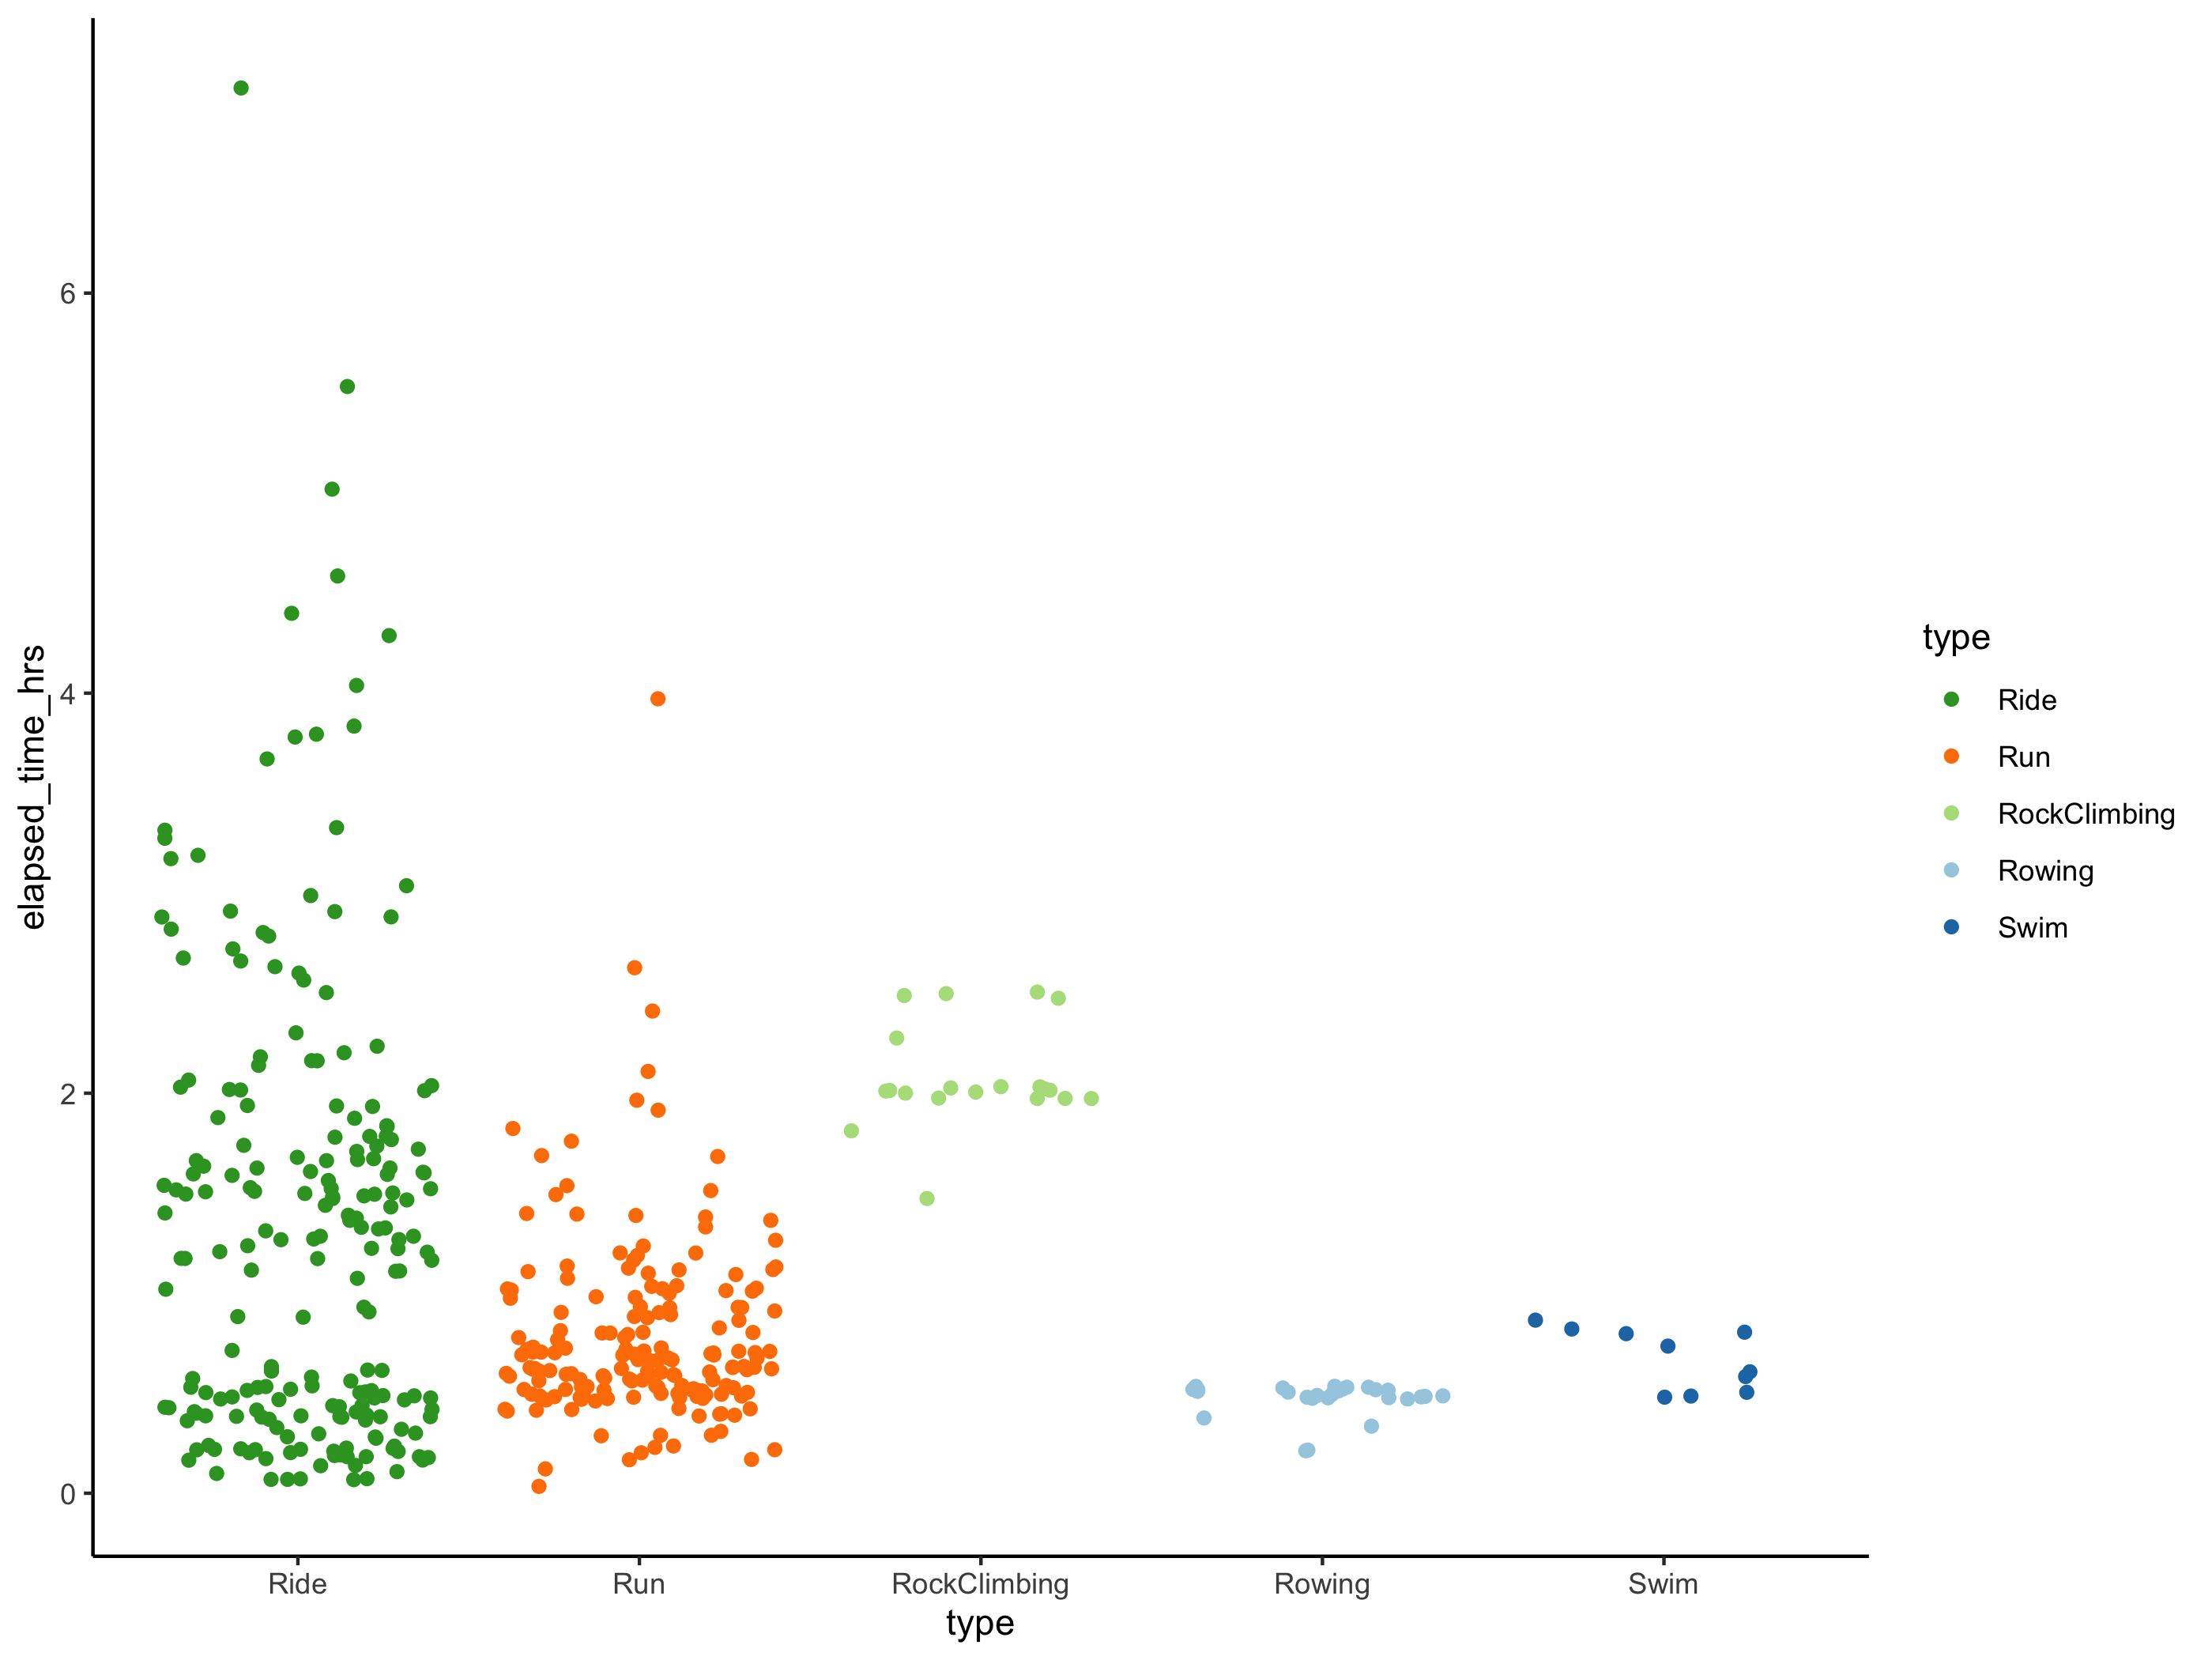 elapsed_time_hrs
6
4
2
0
Ride
Run
RockClimbing
Rowing
Swim
type
type
Ride
Run
RockClimbing
Rowing
Swim